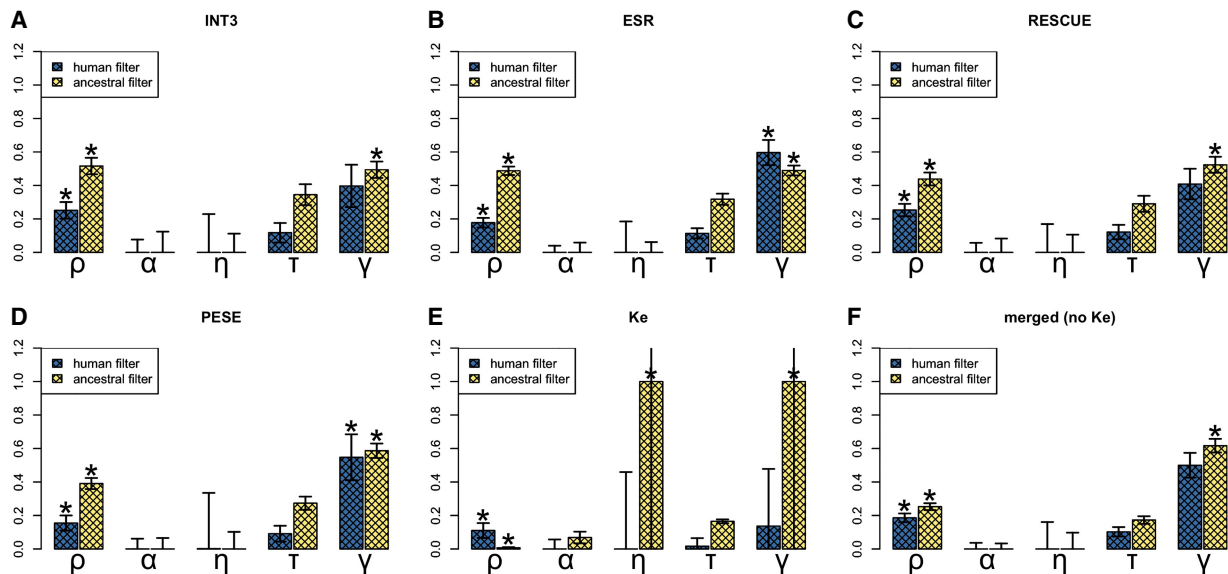 A
INT3
1.2
1.0
0.8
0.6
0.4
0.2
0.0
human filter
ancestral filter
*
*
*
ρ α η τ γ
B
ESR
1.2
1.0
0.8
0.6
0.4
0.2
0.0
human filter
ancestral filter
*
*
*
*
ρ α η τ γ
C
RESCUE
1.2
1.0
0.8
0.6
0.4
0.2
0.0
human filter
ancestral filter
*
*
*
ρ α η τ γ
D
PESE
1.2
1.0
0.8
0.6
0.4
0.2
0.0
human filter
ancestral filter
*
*
*
*
ρ α η τ γ
E
Ke
1.2
1.0
0.8
0.6
0.4
0.2
0.0
human filter
ancestral filter
*
*
*
*
ρ α η τ γ
F
merged (no Ke)
1.2
1.0
0.8
0.6
0.4
0.2
0.0
human filter
ancestral filter
*
*
*
ρ α η τ γ